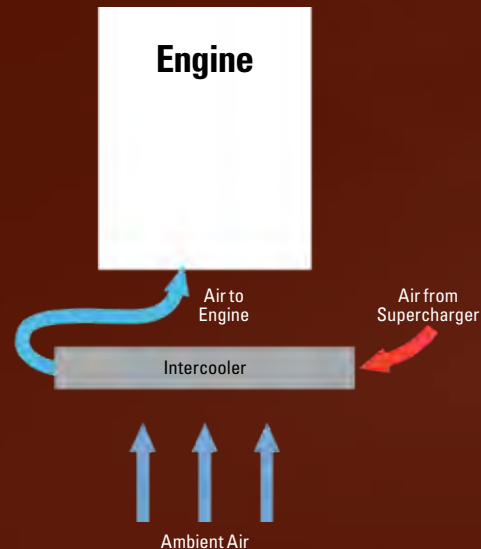 Engine
Air to
Engine
Air from
Supercharger
Intercooler
Ambient Air